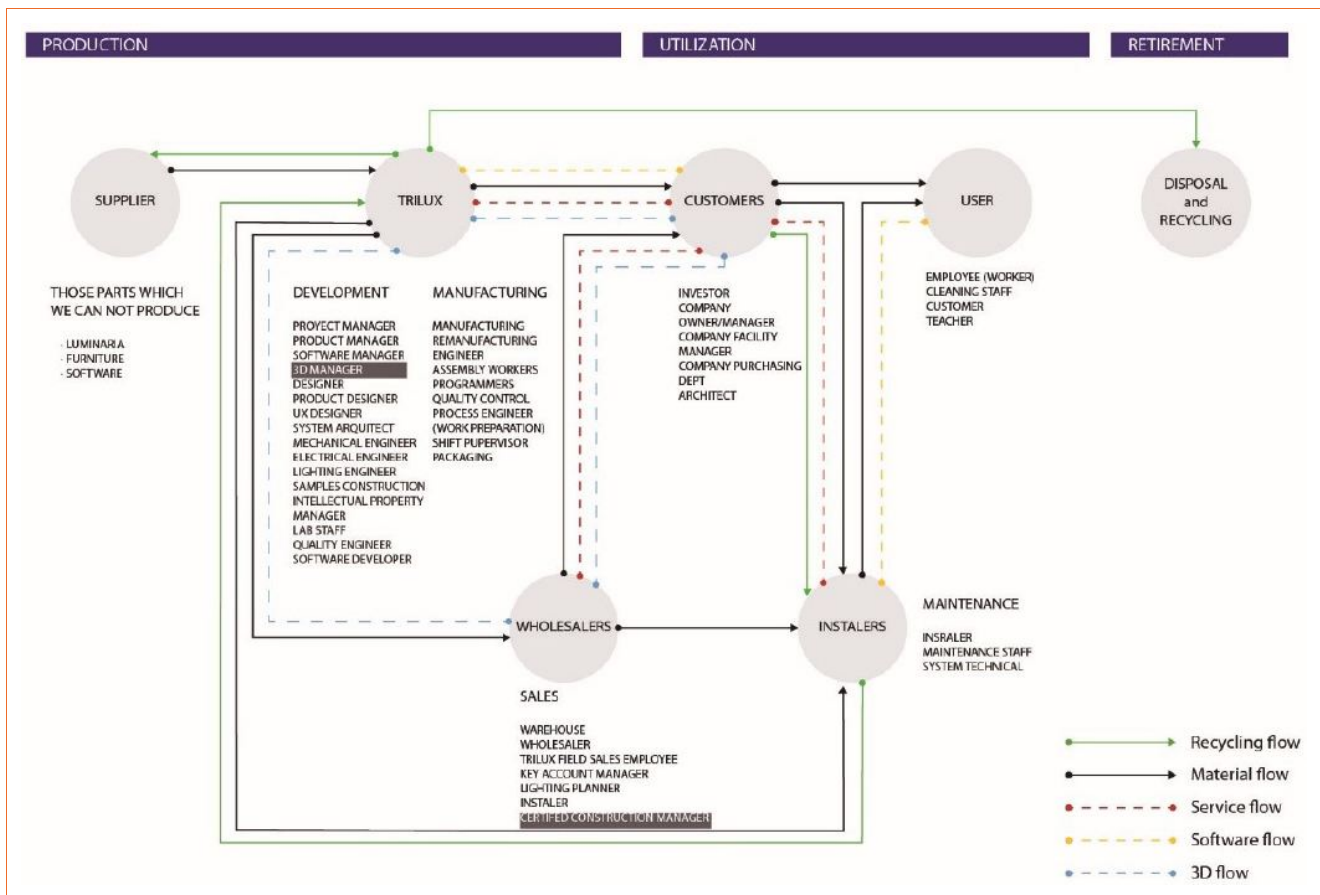 PRODUCTION
UTILIZATION
RETIREMENT
SUPPLIER
TRILUX
CUSTOMERS
USER
DISPOSAL
and
RECYCLING
THOSE PARTS WHICH
WE CAN NOT PRODUCE
- LUMINARIA
- FURNITURE
- SOFTWARE
DEVELOPMENT
PROYECT MANAGER
PRODUCT MANAGER
SOFTWARE MANAGER
3D MANAGER
DESIGNER
PRODUCT DESIGNER
UX DESIGNER
SYSTEM ARQUITECT
MECHANICAL ENGINEER
ELECTRICAL ENGINEER
LIGHTING ENGINEER
SAMPLES CONSTRUCTION
INTELLECTUAL PROPERTY
MANAGER
LAB STAFF
QUALITY ENGINEER
SOFTWARE DEVELOPER
MANUFACTURING
MANUFACTURING
REMANUFACTURING
ENGINEER
ASSEMBLY WORKERS
PROGRAMMERS
QUALITY CONTROL
PROCESS ENGINEER
(WORK PREPARATION)
SHIFT PUPERVISOR
PACKAGING
INVESTOR
COMPANY
OWNER/MANAGER
COMPANY FACILITY
MANAGER
COMPANY PURCHASING
DEPT
ARCHITECT
EMPLOYEE (WORKER)
CLEANING STAFF
CUSTOMER
TEACHER
WHOLESALERS
INSTALERS
SALES
WAREHOUSE
WHOLESALER
TRILUX FIELD SALES EMPLOYEE
KEY ACCOUNT MANAGER
LIGHTING PLANNER
INSTALER
CERTIFED CONSTRUCTION MANAGER
MAINTENANCE
INSRALER
MAINTENANCE STAFF
SYSTEM TECHNICAL
Recycling flow
Material flow
Service flow
Software flow
3D flow